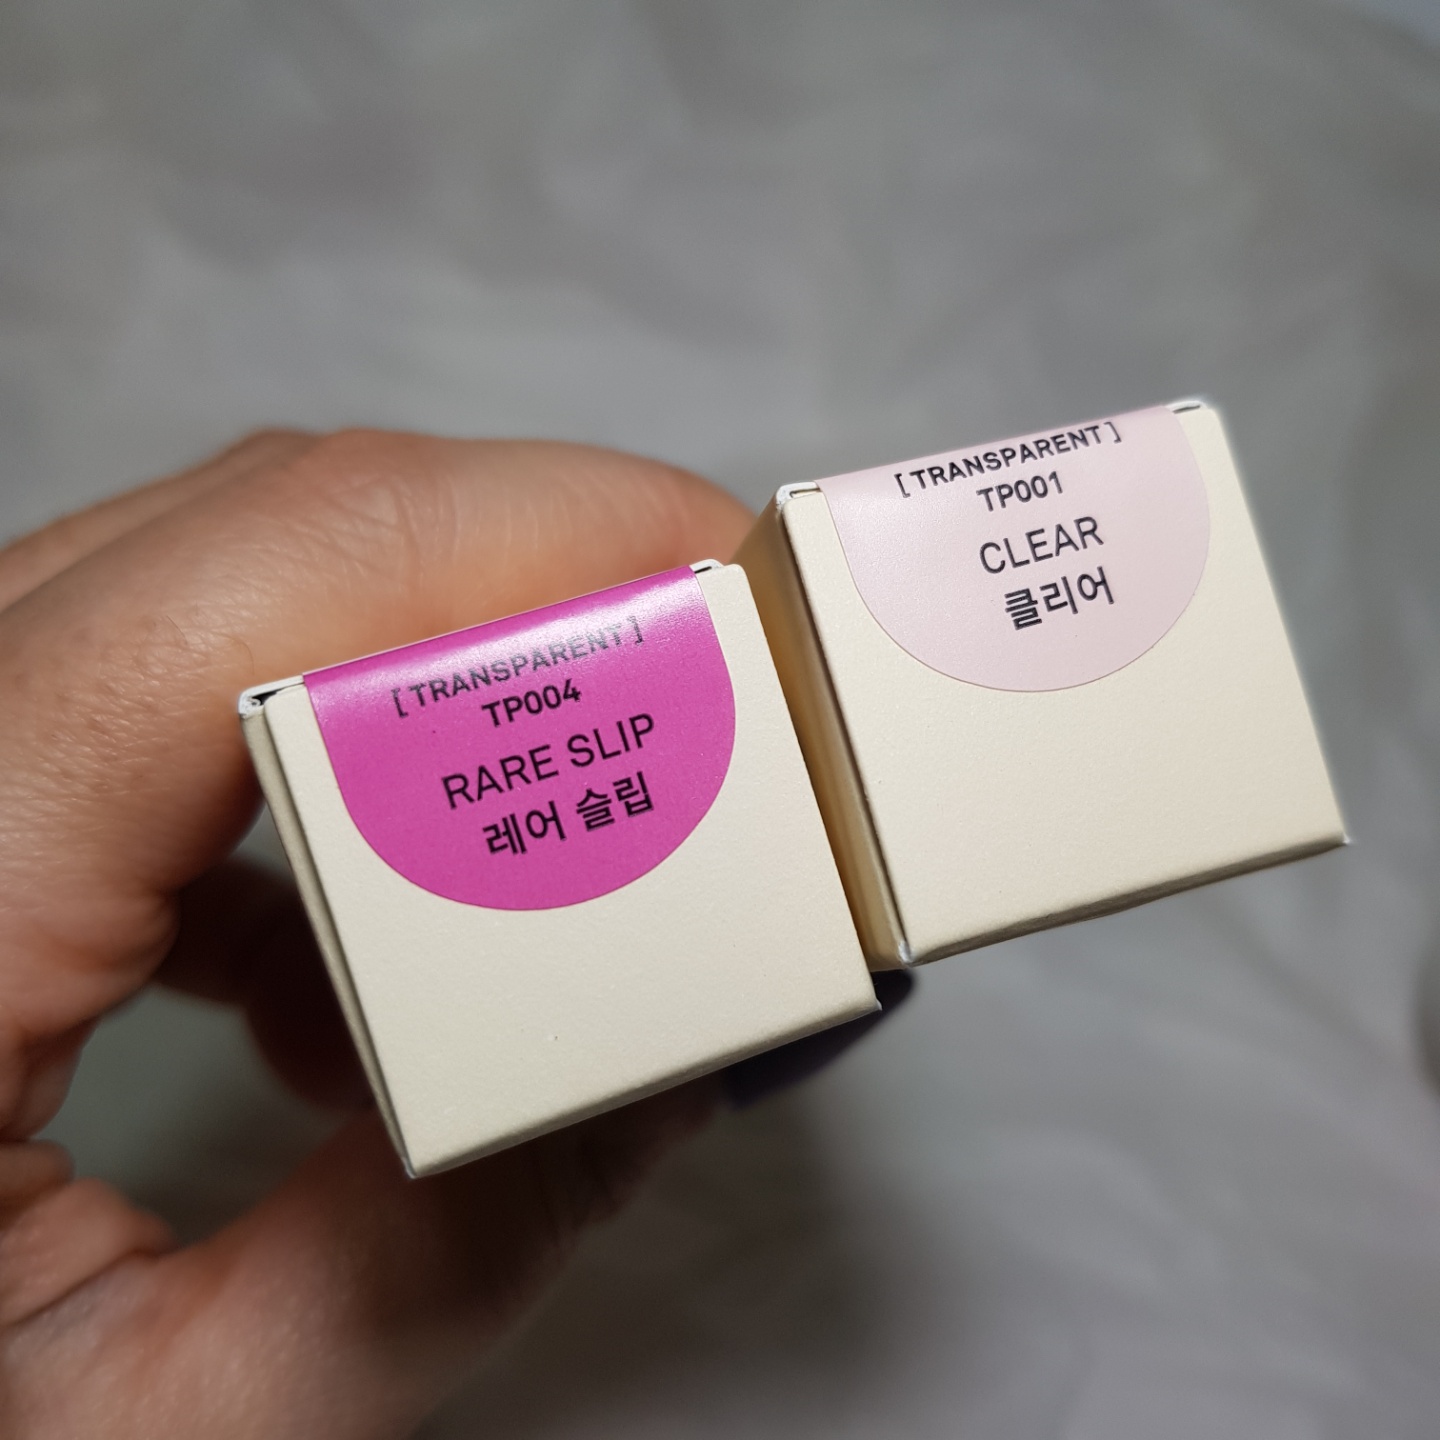 [ TRANSPARENT ]
TP004
RARE SLIP
레어 슬립
[ TRANSPARENT ]
TP001
CLEAR
클리어